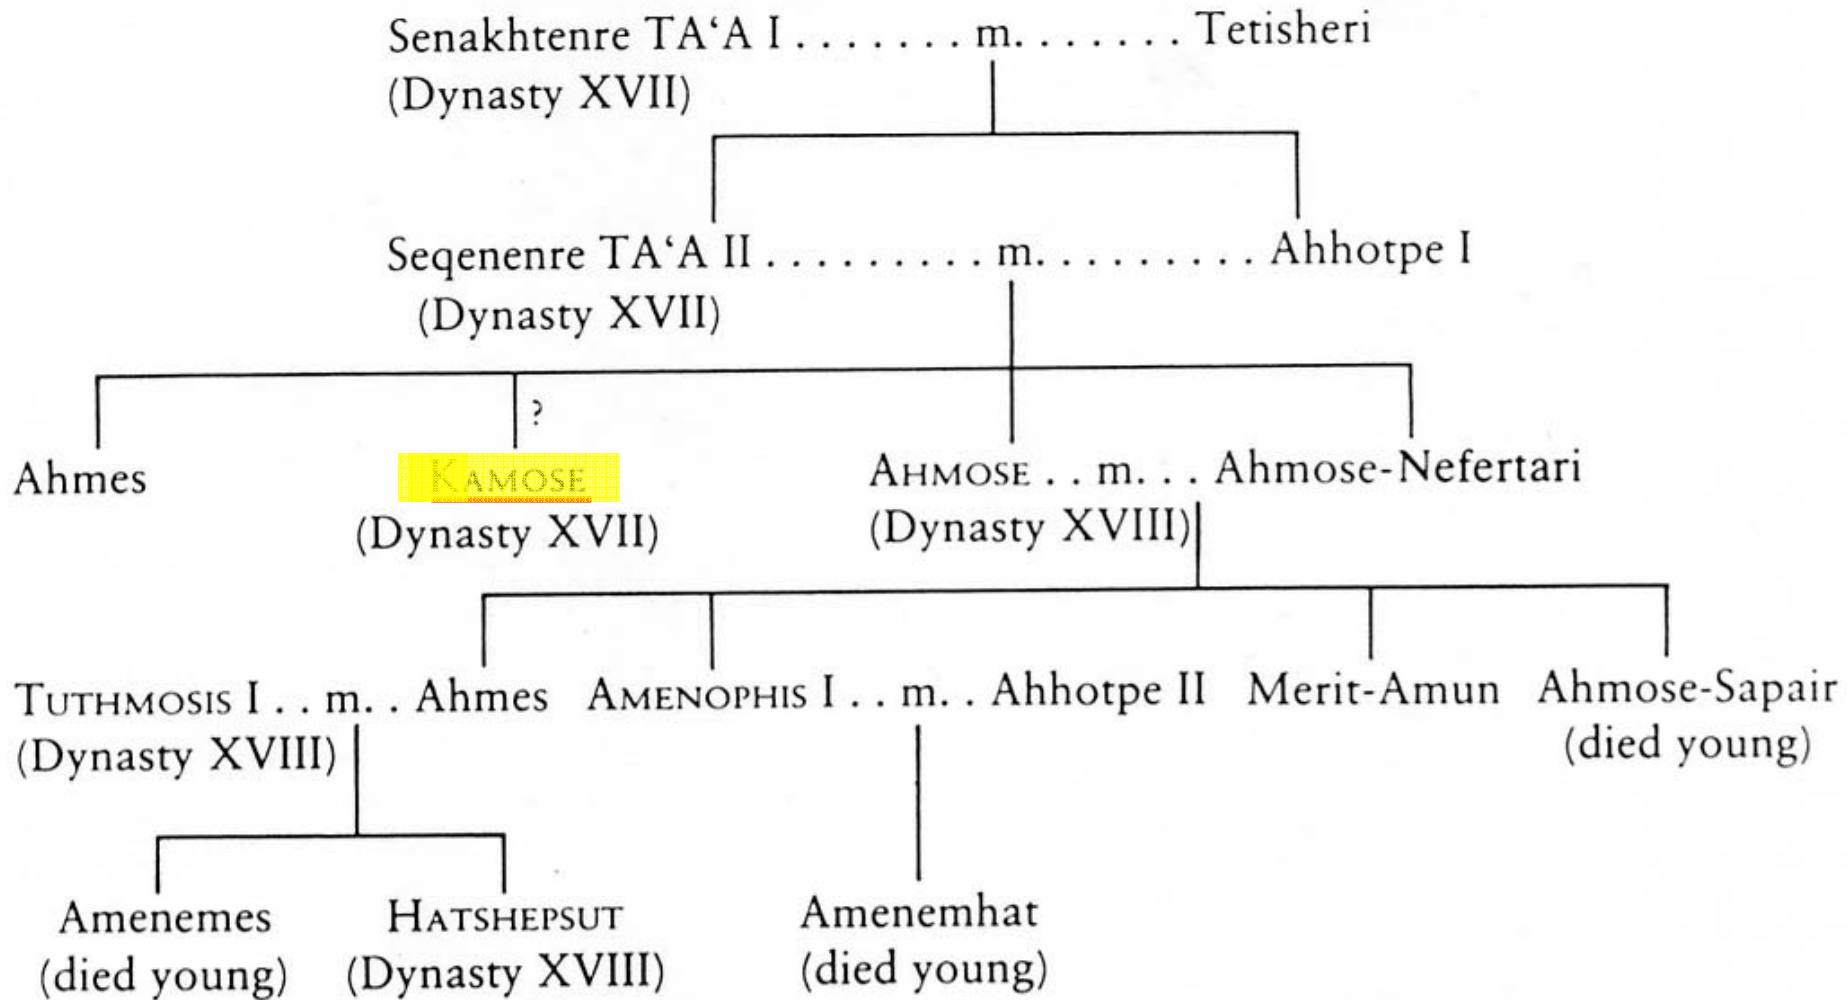 Senakhtenre TA‘A I . . . . . . . m. . . . . . . Tetisheri
(Dynasty XVII)
Seqenenre TA‘A II . . . . . . . . . m. . . . . . . . . Ahhotpe I
(Dynasty XVII)
?
Ahmes KAMOSE AHMOSE . . m. . . Ahmose-Nefertari
(Dynasty XVII) (Dynasty XVIII)
TUTHMOSIS I . . m. . Ahmes AMENOPHIS I . . m. . Ahhotpe II Merit-Amun Ahmose-Sapair
(Dynasty XVIII) (died young)
Amenemes HATSHEPSUT Amenemhat
(died young) (Dynasty XVIII) (died young)